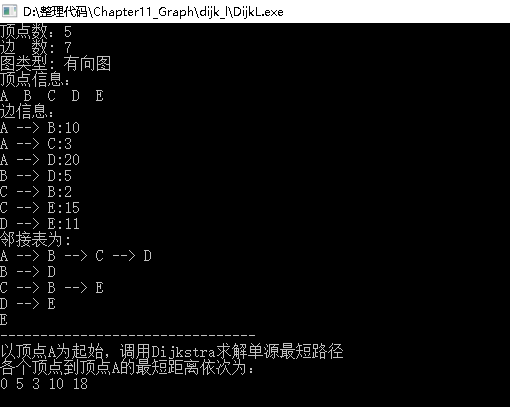 D:\整理代码\Chapter11_Graph\dijk_l\DijkL.exe
顶点数: 5
边  数: 7
图类型: 有向图
顶点信息:
A  B  C  D  E
边信息:
A --> B:10
A --> C:3
A --> D:20
B --> D:5
C --> B:2
C --> E:15
D --> E:11
邻接表为:
A --> B --> C --> D
B --> D
C --> B --> E
D --> E
E
--------------------------------
以顶点A为起始，调用Dijkstra求解单源最短路径
各个顶点到顶点A的最短距离依次为:
0 5 3 10 18